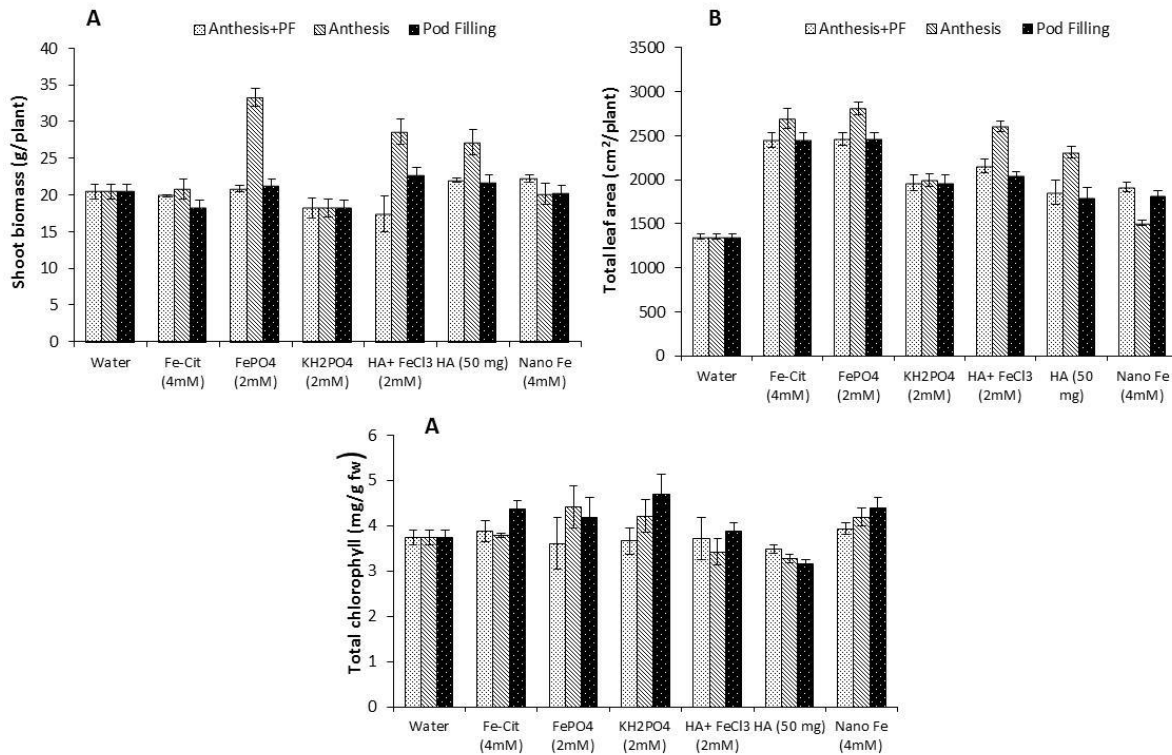 A
Anthesis+PF Anthesis Pod Filling
Shoot biomass (g/plant)
40
35
30
25
20
15
10
5
0
Water Fe-Cit FePO4 KH2PO4 HA+ FeCl3 HA (50 mg) Nano Fe
(4mM) (2mM) (2mM) (2mM) (4mM)
B
Anthesis+PF Anthesis Pod Filling
Total leaf area (cm²/plant)
3500
3000
2500
2000
1500
1000
500
0
Water Fe-Cit FePO4 KH2PO4 HA+ FeCl3 HA (50 Nano Fe
(4mM) (2mM) (2mM) (2mM) mg) (4mM)
A
Total chlorophyll (mg/g fw)
6
5
4
3
2
1
0
Water Fe-Cit FePO4 KH2PO4 HA+ FeCl3 HA (50 mg) Nano Fe
(4mM) (2mM) (2mM) (2mM) (4mM)